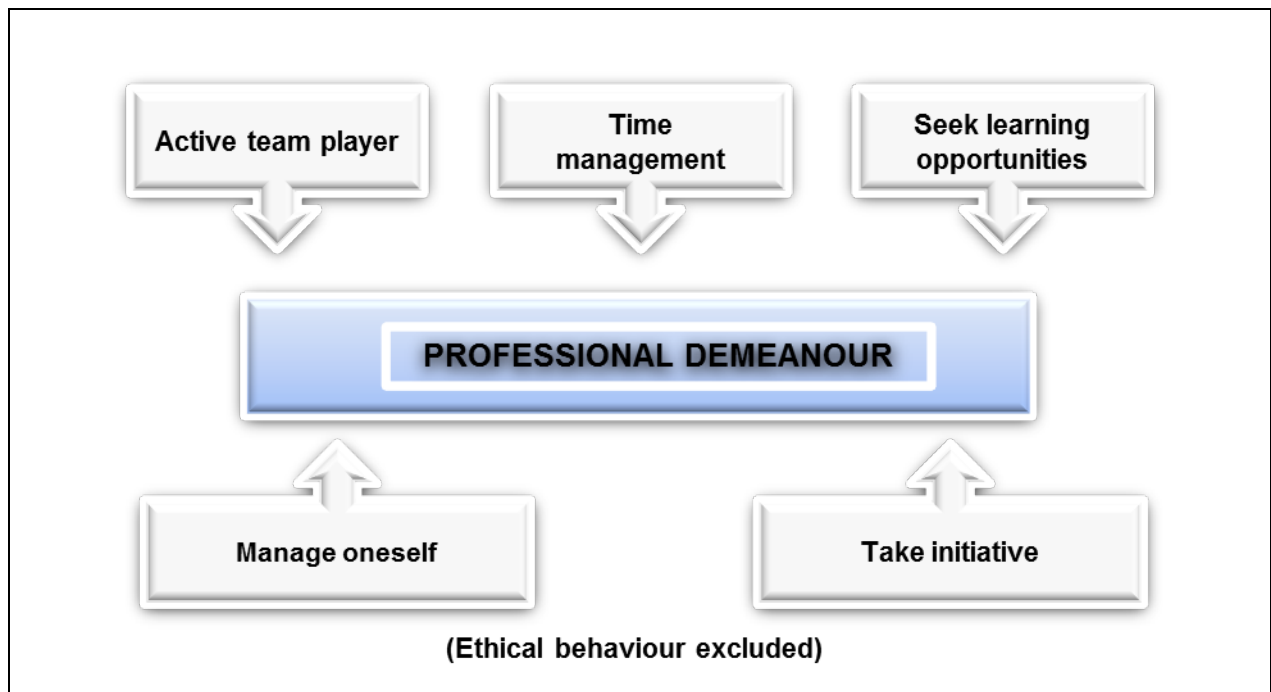 Active team player
Time
management
Seek learning
opportunities
PROFESSIONAL DEMEANOUR
Manage oneself
Take initiative
(Ethical behaviour excluded)